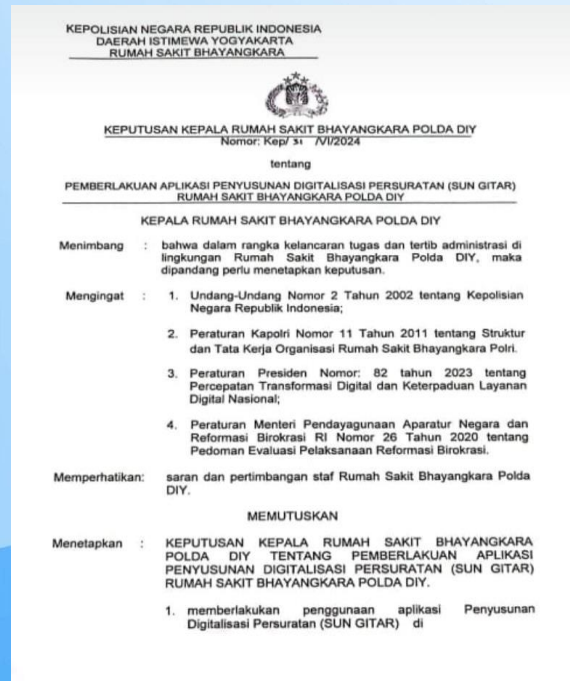 KEPOLISIAN NEGARA REPUBLIK INDONESIA
DAERAH ISTIMEWA YOGYAKARTA
RUMAH SAKIT BHAYANGKARA
KEPUTUSAN KEPALA RUMAH SAKIT BHAYANGKARA POLDA DIY
Nomor: Kep/ 31 /VI/2024
tentang
PEMBERLAKUAN APLIKASI PENYUSUNAN DIGITALISASI PERSURATAN (SUN GITAR)
RUMAH SAKIT BHAYANGKARA POLDA DIY
KEPALA RUMAH SAKIT BHAYANGKARA POLDA DIY
Menimbang : bahwa dalam rangka kelancaran tugas dan tertib administrasi di
lingkungan Rumah Sakit Bhayangkara Polda DIY, maka
dipandang perlu menetapkan keputusan.
Mengingat : 1. Undang-Undang Nomor 2 Tahun 2002 tentang Kepolisian
Negara Republik Indonesia;
2. Peraturan Kapolri Nomor 11 Tahun 2011 tentang Struktur
dan Tata Kerja Organisasi Rumah Sakit Bhayangkara Polri.
3. Peraturan Presiden Nomor: 82 tahun 2023 tentang
Percepatan Transformasi Digital dan Keterpaduan Layanan
Digital Nasional;
4. Peraturan Menteri Pendayagunaan Aparatur Negara dan
Reformasi Birokrasi RI Nomor 26 Tahun 2020 tentang
Pedoman Evaluasi Pelaksanaan Reformasi Birokrasi.
Memperhatikan: saran dan pertimbangan staf Rumah Sakit Bhayangkara Polda
DIY.
MEMUTUSKAN
Menetapkan : KEPUTUSAN KEPALA RUMAH SAKIT BHAYANGKARA
POLDA DIY TENTANG PEMBERLAKUAN APLIKASI
PENYUSUNAN DIGITALISASI PERSURATAN (SUN GITAR)
RUMAH SAKIT BHAYANGKARA POLDA DIY.
1. memberlakukan penggunaan aplikasi Penyusunan
Digitalisasi Persuratan (SUN GITAR) di